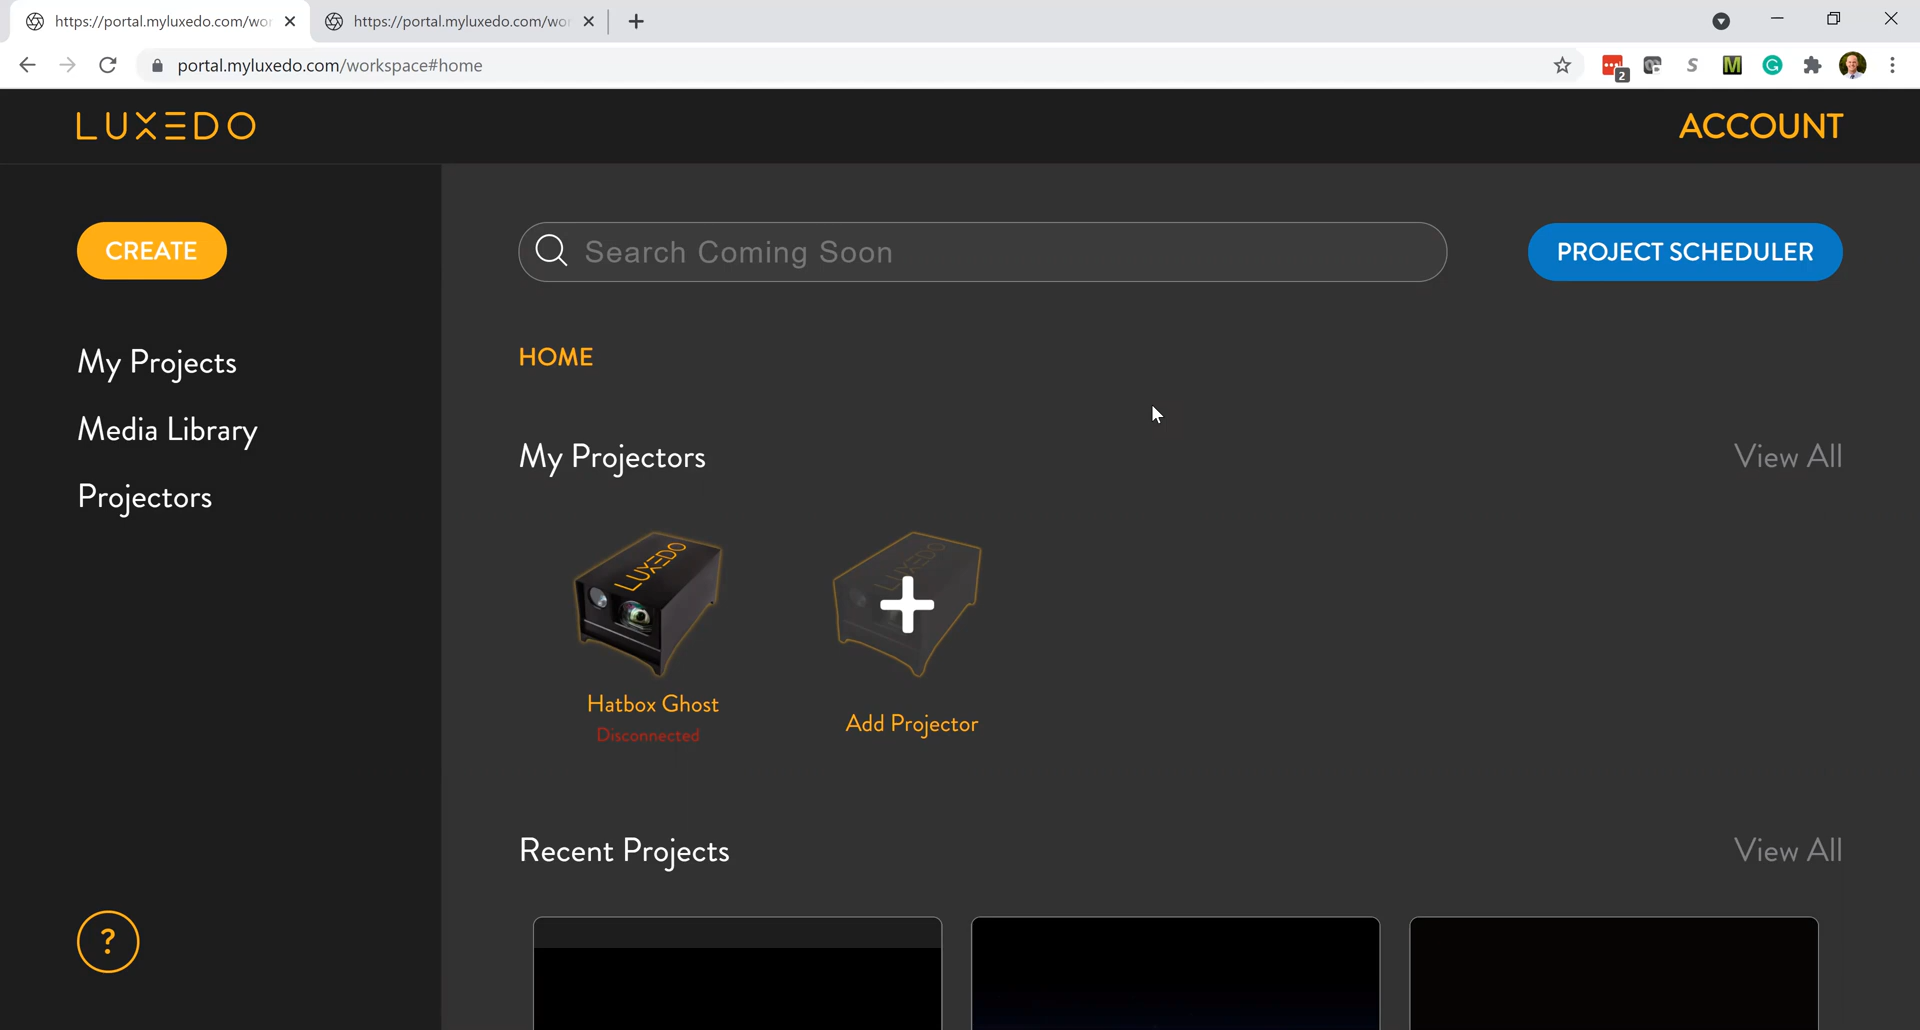 https://portal.myluxedo.com/wor
https://portal.myluxedo.com/wor
portal.myluxedo.com/workspace#home
2
LUXEDO
ACCOUNT
CREATE
Search Coming Soon
PROJECT SCHEDULER
My Projects
Media Library
Projectors
HOME
My Projectors
View All
LUXEDO
LUXEDO
Hatbox Ghost
Disconnected
Add Projector
Recent Projects
View All
?